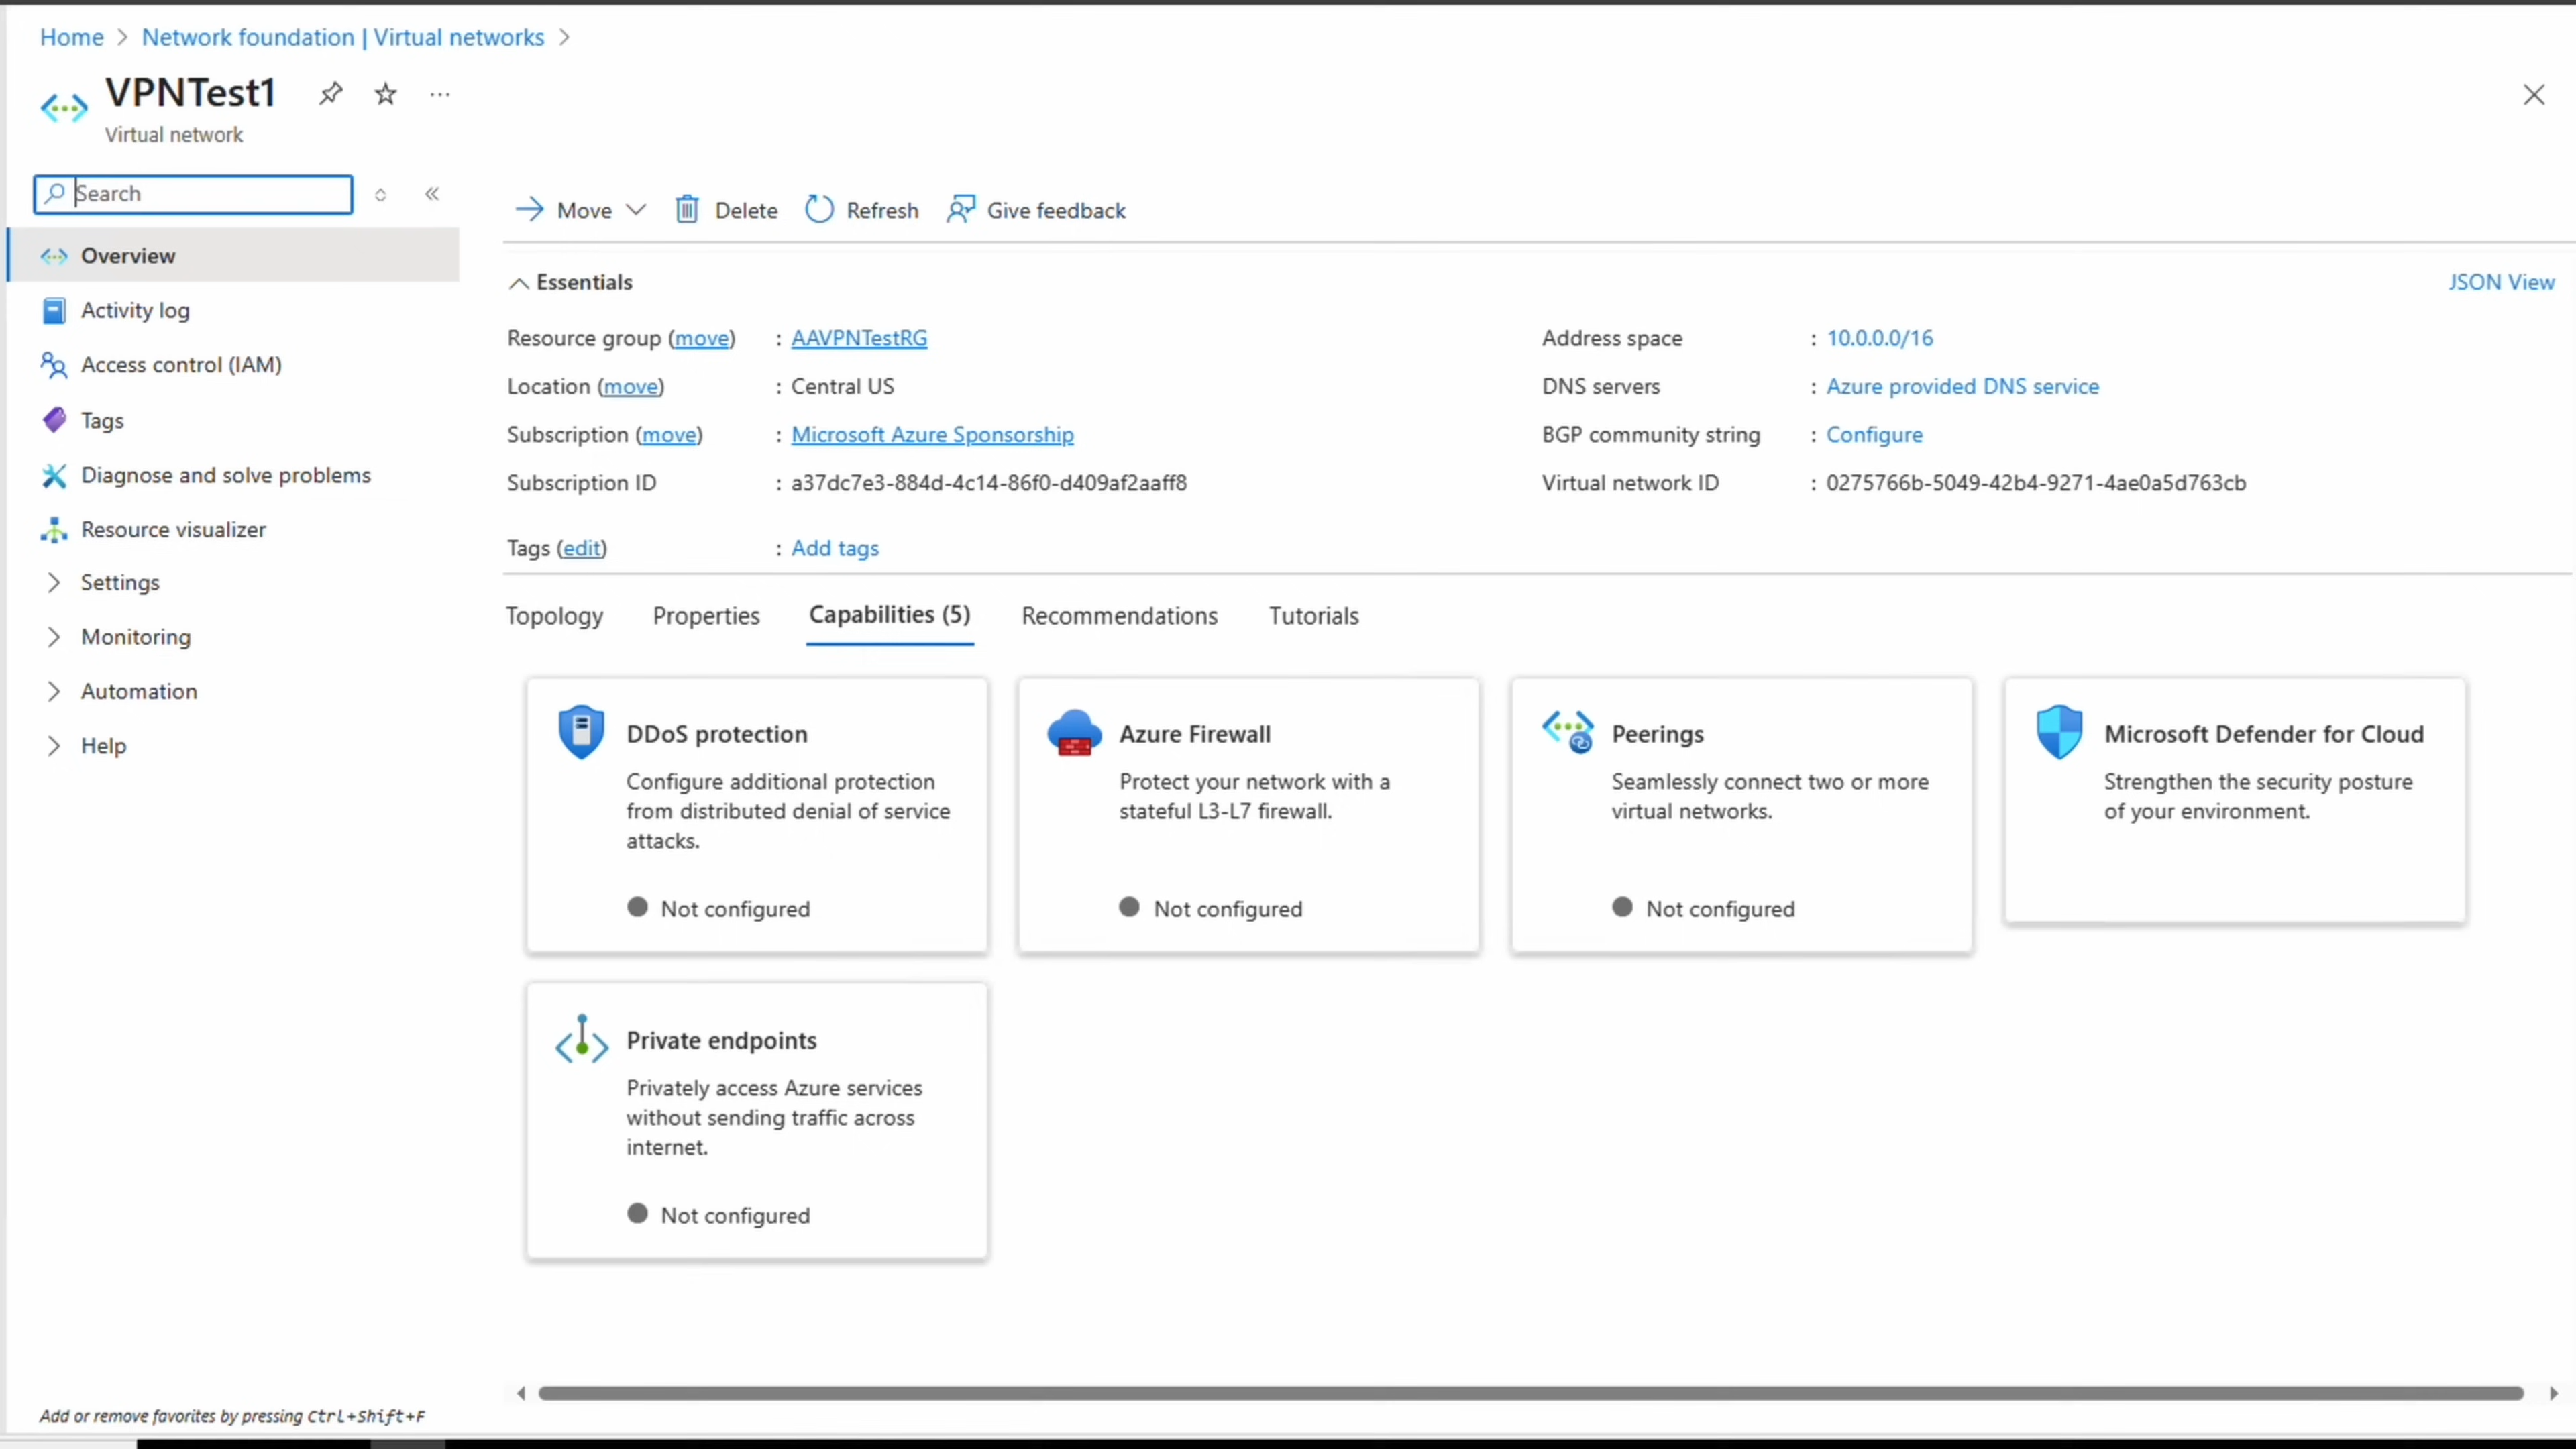 Home > Network foundation | Virtual networks >
VPNTest1
Virtual network
Search
Overview
Activity log
Access control (IAM)
Tags
Diagnose and solve problems
Resource visualizer
Settings
Monitoring
Automation
Help
Add or remove favorites by pressing Ctrl+Shift+F
Move Delete Refresh Give feedback
Essentials JSON View
Resource group (move) : AAVPNTestRG
Location (move) : Central US
Subscription (move) : Microsoft Azure Sponsorship
Subscription ID : a37dc7e3-884d-4c14-86f0-d409af2aaff8
Address space : 10.0.0.0/16
DNS servers : Azure provided DNS service
BGP community string : Configure
Virtual network ID : 0275766b-5049-42b4-9271-4ae0a5d763cb
Tags (edit) : Add tags
Topology Properties Capabilities (5) Recommendations Tutorials
DDoS protection
Configure additional protection
from distributed denial of service
attacks.
Not configured
Azure Firewall
Protect your network with a
stateful L3-L7 firewall.
Not configured
Peerings
Seamlessly connect two or more
virtual networks.
Not configured
Microsoft Defender for Cloud
Strengthen the security posture
of your environment.
Private endpoints
Privately access Azure services
without sending traffic across
internet.
Not configured